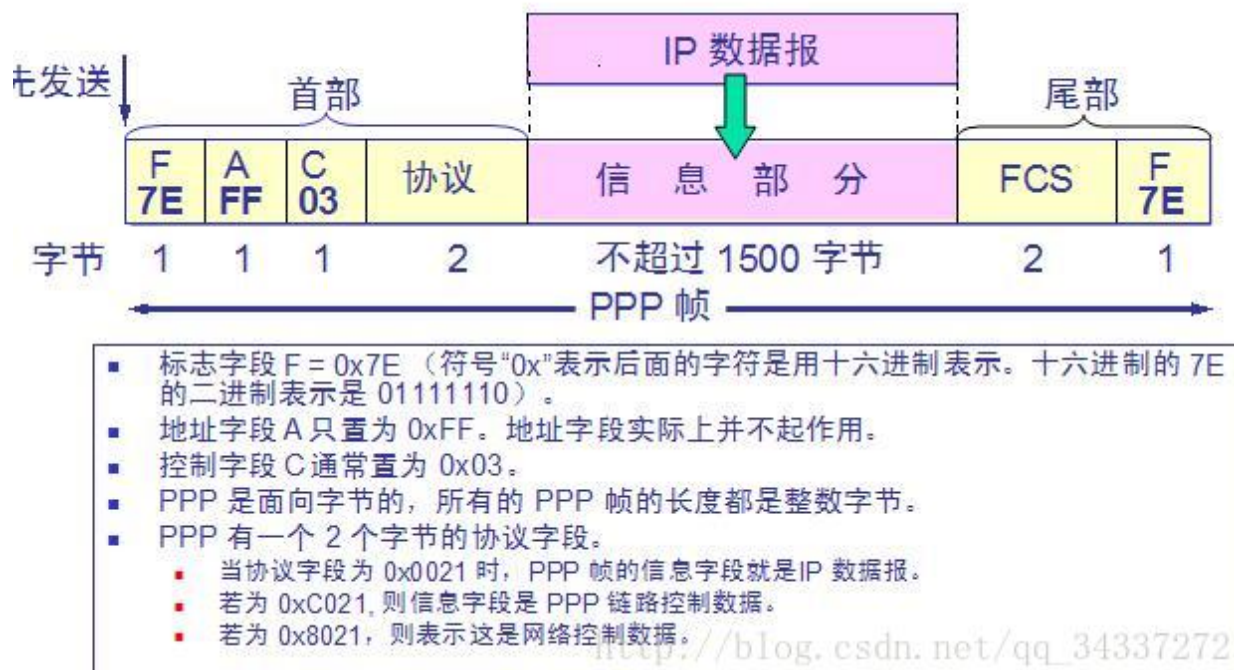 IP 数据报
先发送
首部
尾部
F A C 协议 信 息 部 分 FCS F
7E FF 03 7E
字节 1 1 1 2 不超过 1500 字节 2 1
PPP 帧
标志字段 F = 0x7E （符号“0x”表示后面的字符是用十六进制表示。十六进制的 7E
的二进制表示是 01111110）。
地址字段 A 只置为 0xFF。地址字段实际上并不起作用。
控制字段 C 通常置为 0x03。
PPP 是面向字节的，所有的 PPP 帧的长度都是整数字节。
PPP 有一个 2 个字节的协议字段。
当协议字段为 0x0021 时，PPP 帧的信息字段就是IP 数据报。
若为 0xC021, 则信息字段是 PPP 链路控制数据。
若为 0x8021，则表示这是网络控制数据。
http://blog.csdn.net/qq_34337272